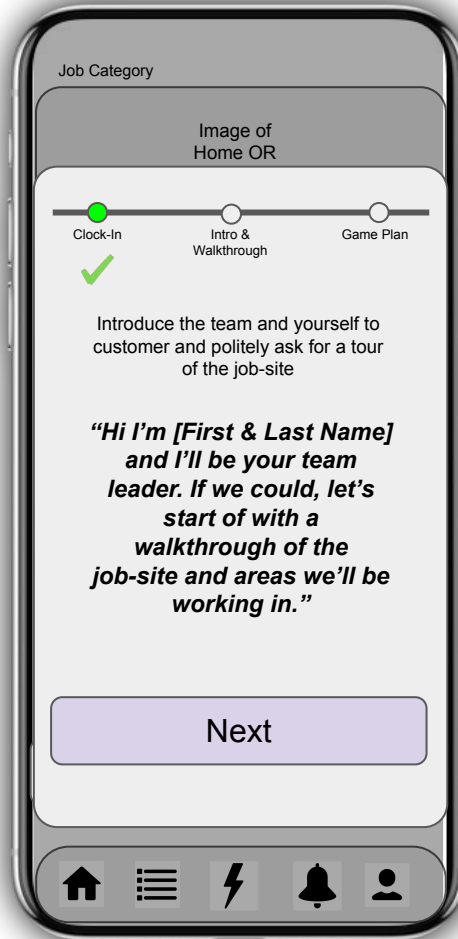 Job Category
Image of
Home OR
Clock-In
Intro &
Walkthrough
Game Plan
Introduce the team and yourself to
customer and politely ask for a tour
of the job-site
“Hi I’m [First & Last Name]
and I’ll be your team
leader. If we could, let’s
start of with a
walkthrough of the
job-site and areas we’ll be
working in.”
Next